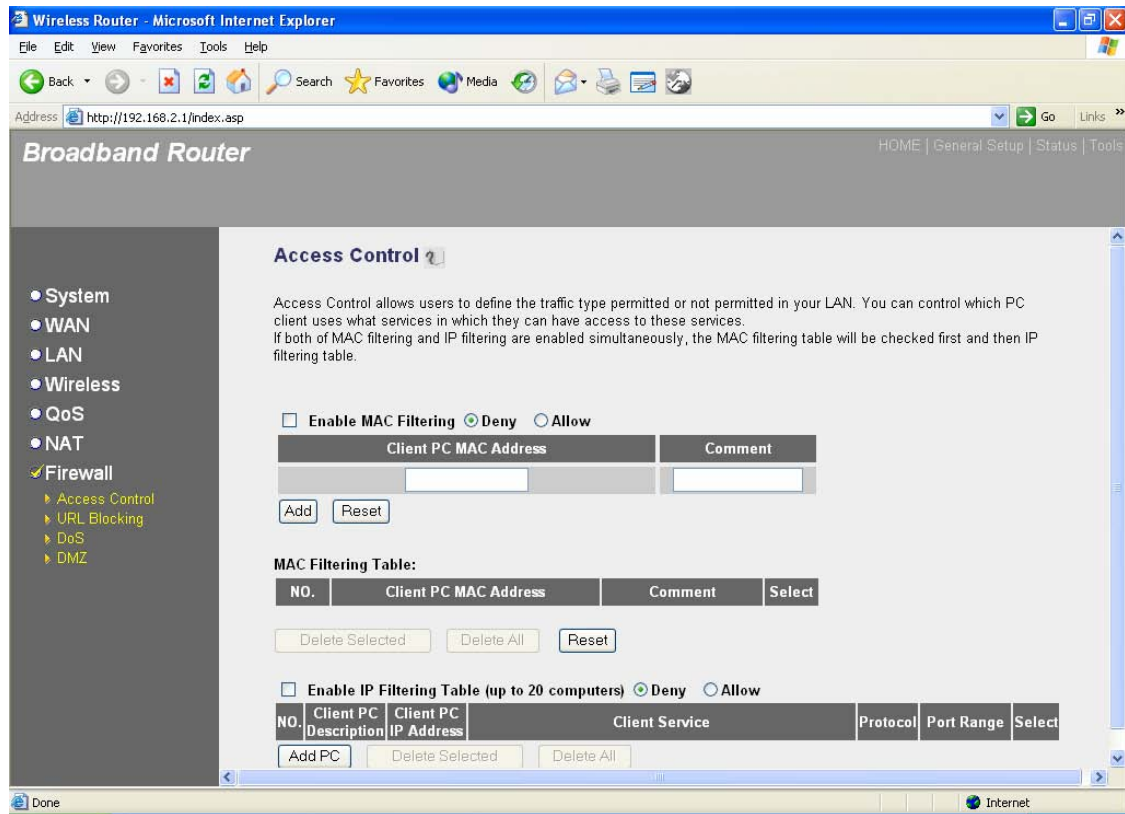 Wireless Router - Microsoft Internet Explorer
File Edit View Favorites Tools Help
Back Search Favorites Media
Address http://192.168.2.1/index.asp Go Links »
Broadband Router
HOME | General Setup | Status | Tools
System
WAN
LAN
Wireless
QoS
NAT
Firewall
Access Control
URL Blocking
DoS
DMZ
Access Control
Access Control allows users to define the traffic type permitted or not permitted in your LAN. You can control which PC
client uses what services in which they can have access to these services.
If both of MAC filtering and IP filtering are enabled simultaneously, the MAC filtering table will be checked first and then IP
filtering table.
Enable MAC Filtering Deny Allow
Client PC MAC Address Comment
Add Reset
MAC Filtering Table:
NO. Client PC MAC Address Comment Select
Delete Selected Delete All Reset
Enable IP Filtering Table (up to 20 computers) Deny Allow
NO. Client PC Description Client PC IP Address Client Service Protocol Port Range Select
Add PC Delete Selected Delete All
Done Internet